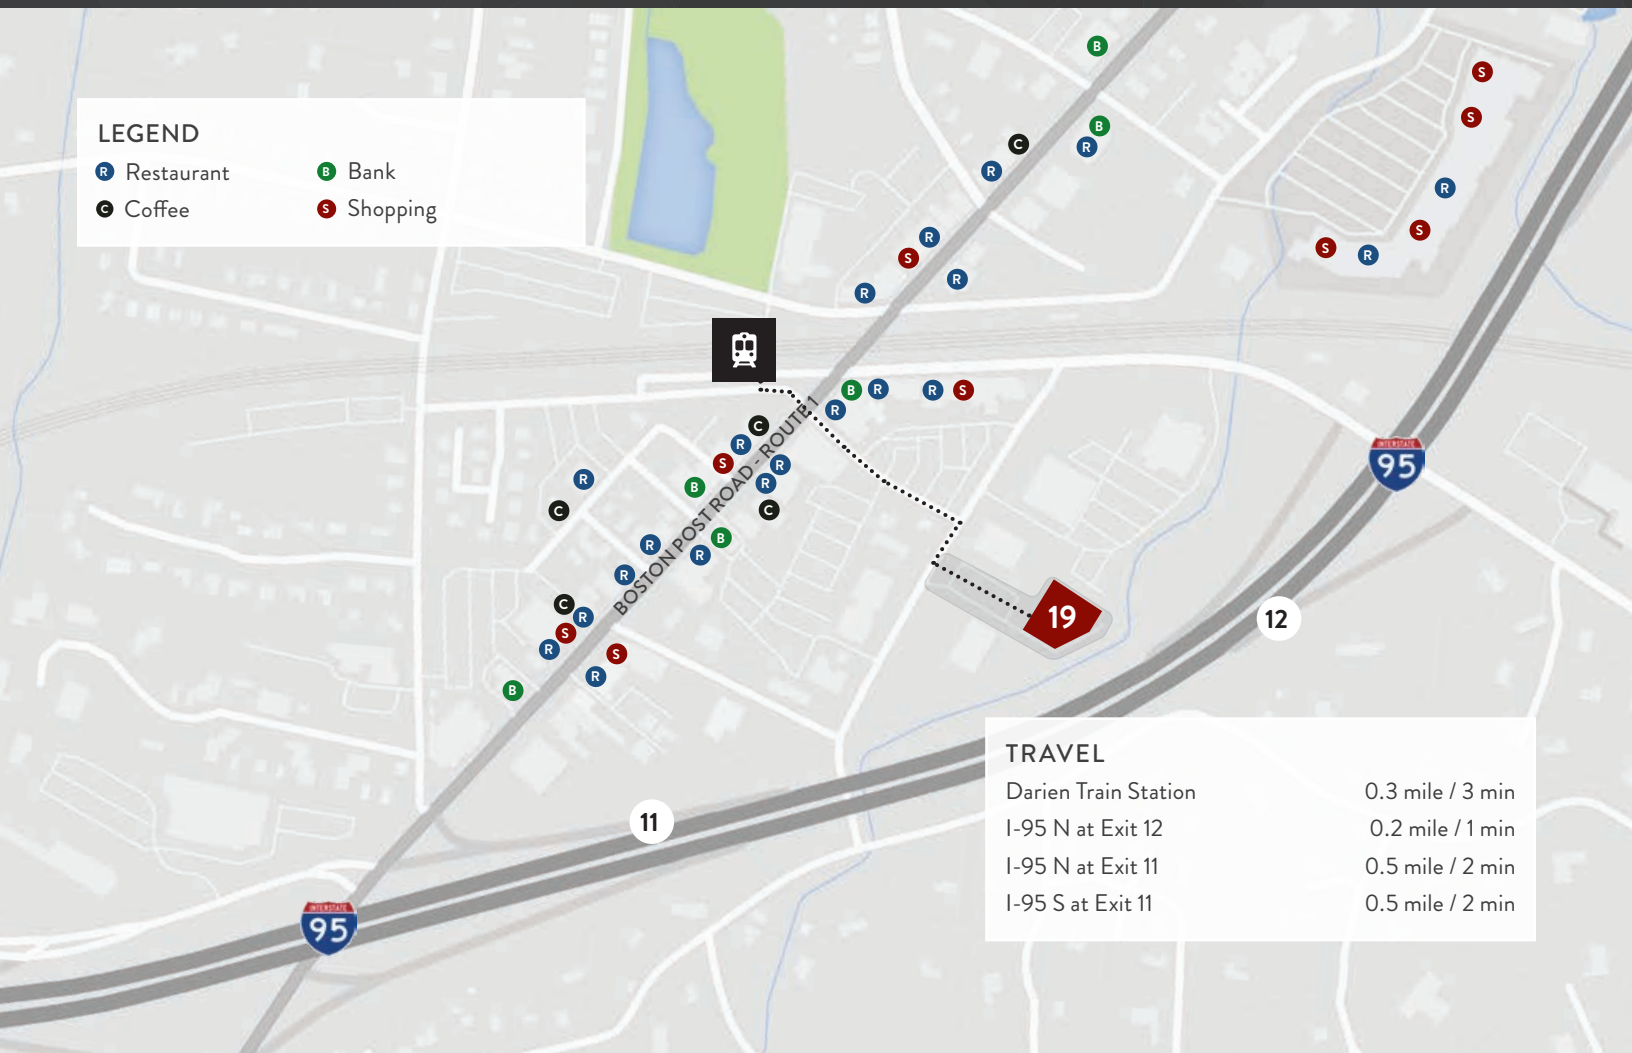 LEGEND
R Restaurant
B Bank
C Coffee
S Shopping
B
S
S
B
C
R
R
R
R
S
S
R
S
R
R
R
B
R
R
S
R
C
R
S
R
R
B
C
R
C
R
B
R
R
C
R
S
R
S
R
B
BOSTON POST ROAD - ROUTE 1
INTERSTATE
95
19
12
11
INTERSTATE
95
TRAVEL
Darien Train Station 0.3 mile / 3 min
I-95 N at Exit 12 0.2 mile / 1 min
I-95 N at Exit 11 0.5 mile / 2 min
I-95 S at Exit 11 0.5 mile / 2 min